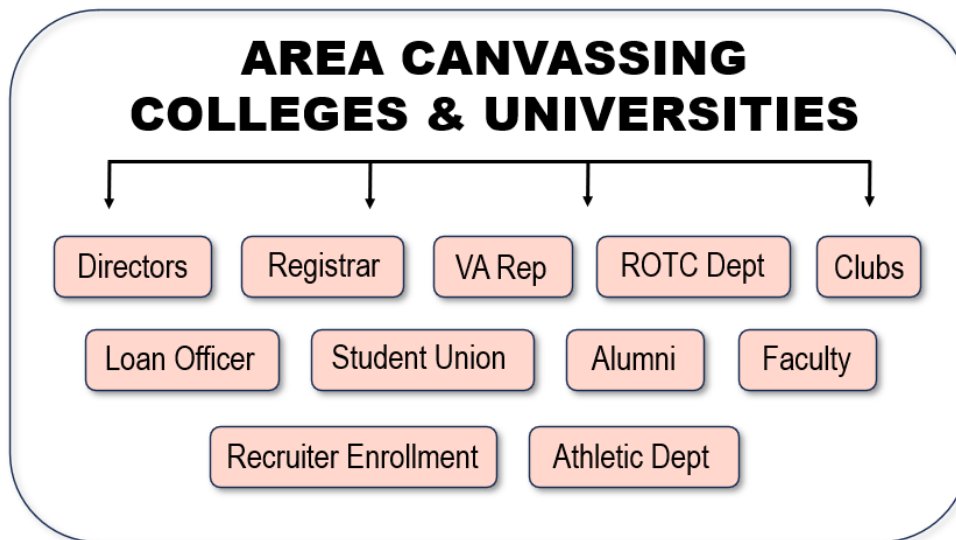 AREA CANVASSING
COLLEGES & UNIVERSITIES
Directors
Registrar
VA Rep
ROTC Dept
Clubs
Loan Officer
Student Union
Alumni
Faculty
Recruiter Enrollment
Athletic Dept